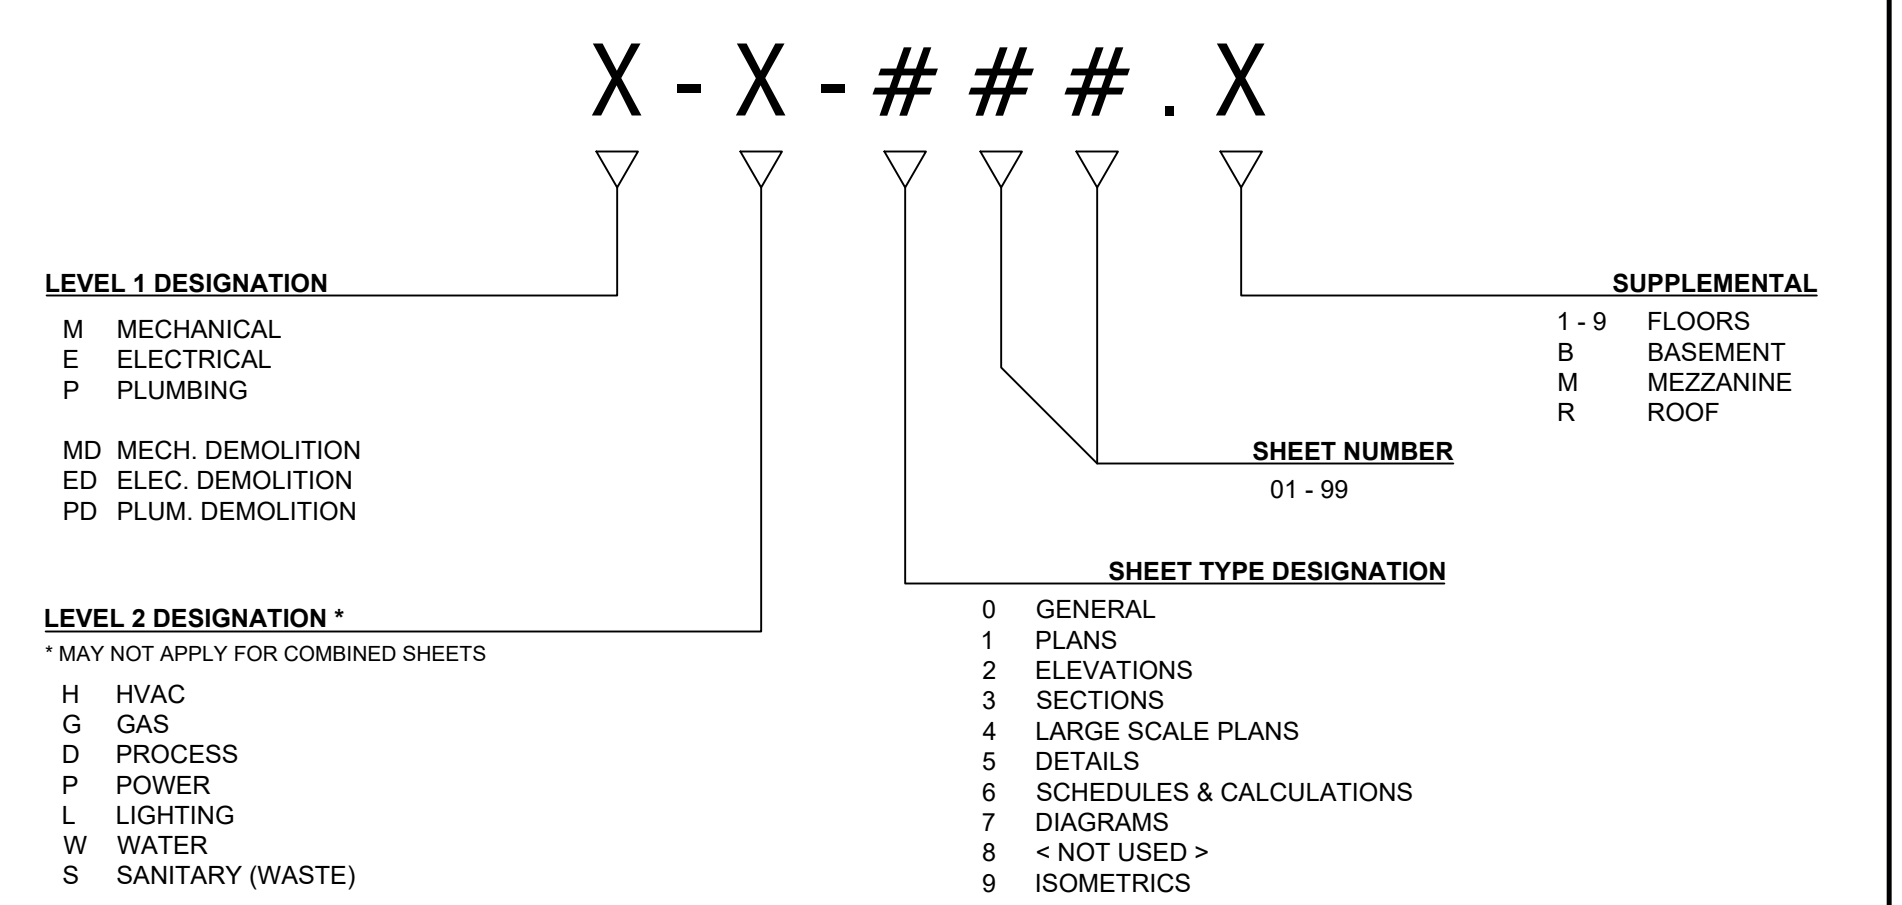 X - X - # # # . X
LEVEL 1 DESIGNATION
M MECHANICAL
E ELECTRICAL
P PLUMBING
MD MECH. DEMOLITION
ED ELEC. DEMOLITION
PD PLUM. DEMOLITION
LEVEL 2 DESIGNATION *
* MAY NOT APPLY FOR COMBINED SHEETS
H HVAC
G GAS
D PROCESS
P POWER
L LIGHTING
W WATER
S SANITARY (WASTE)
SHEET TYPE DESIGNATION
0 GENERAL
1 PLANS
2 ELEVATIONS
3 SECTIONS
4 LARGE SCALE PLANS
5 DETAILS
6 SCHEDULES & CALCULATIONS
7 DIAGRAMS
8 < NOT USED >
9 ISOMETRICS
SHEET NUMBER
01 - 99
SUPPLEMENTAL
1 - 9 FLOORS
B BASEMENT
M MEZZANINE
R ROOF